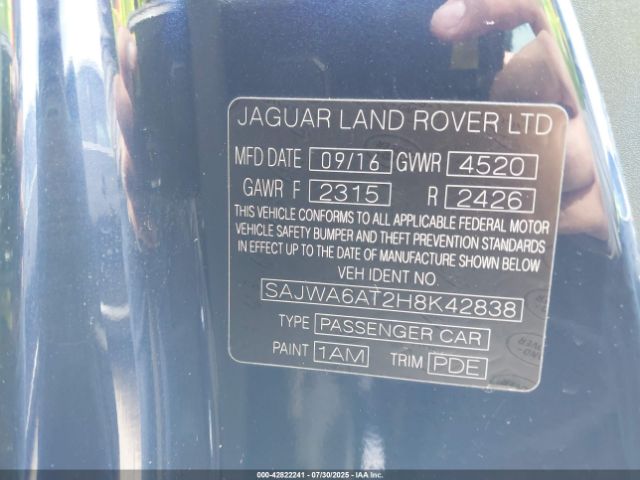 JAGUAR LAND ROVER LTD
MFD DATE 09/16 GVWR 4520
GAWR F 2315 R 2426
THIS VEHICLE CONFORMS TO ALL APPLICABLE FEDERAL MOTOR
VEHICLE SAFETY BUMPER AND THEFT PREVENTION STANDARDS
IN EFFECT UP TO THE DATE OF MANUFACTURE SHOWN BELOW
VEH IDENT NO.
SAJWA6AT2H8K42838
TYPE PASSENGER CAR
PAINT 1AM TRIM PDE
000-42822241 - 07/30/2025 - IAA Inc.